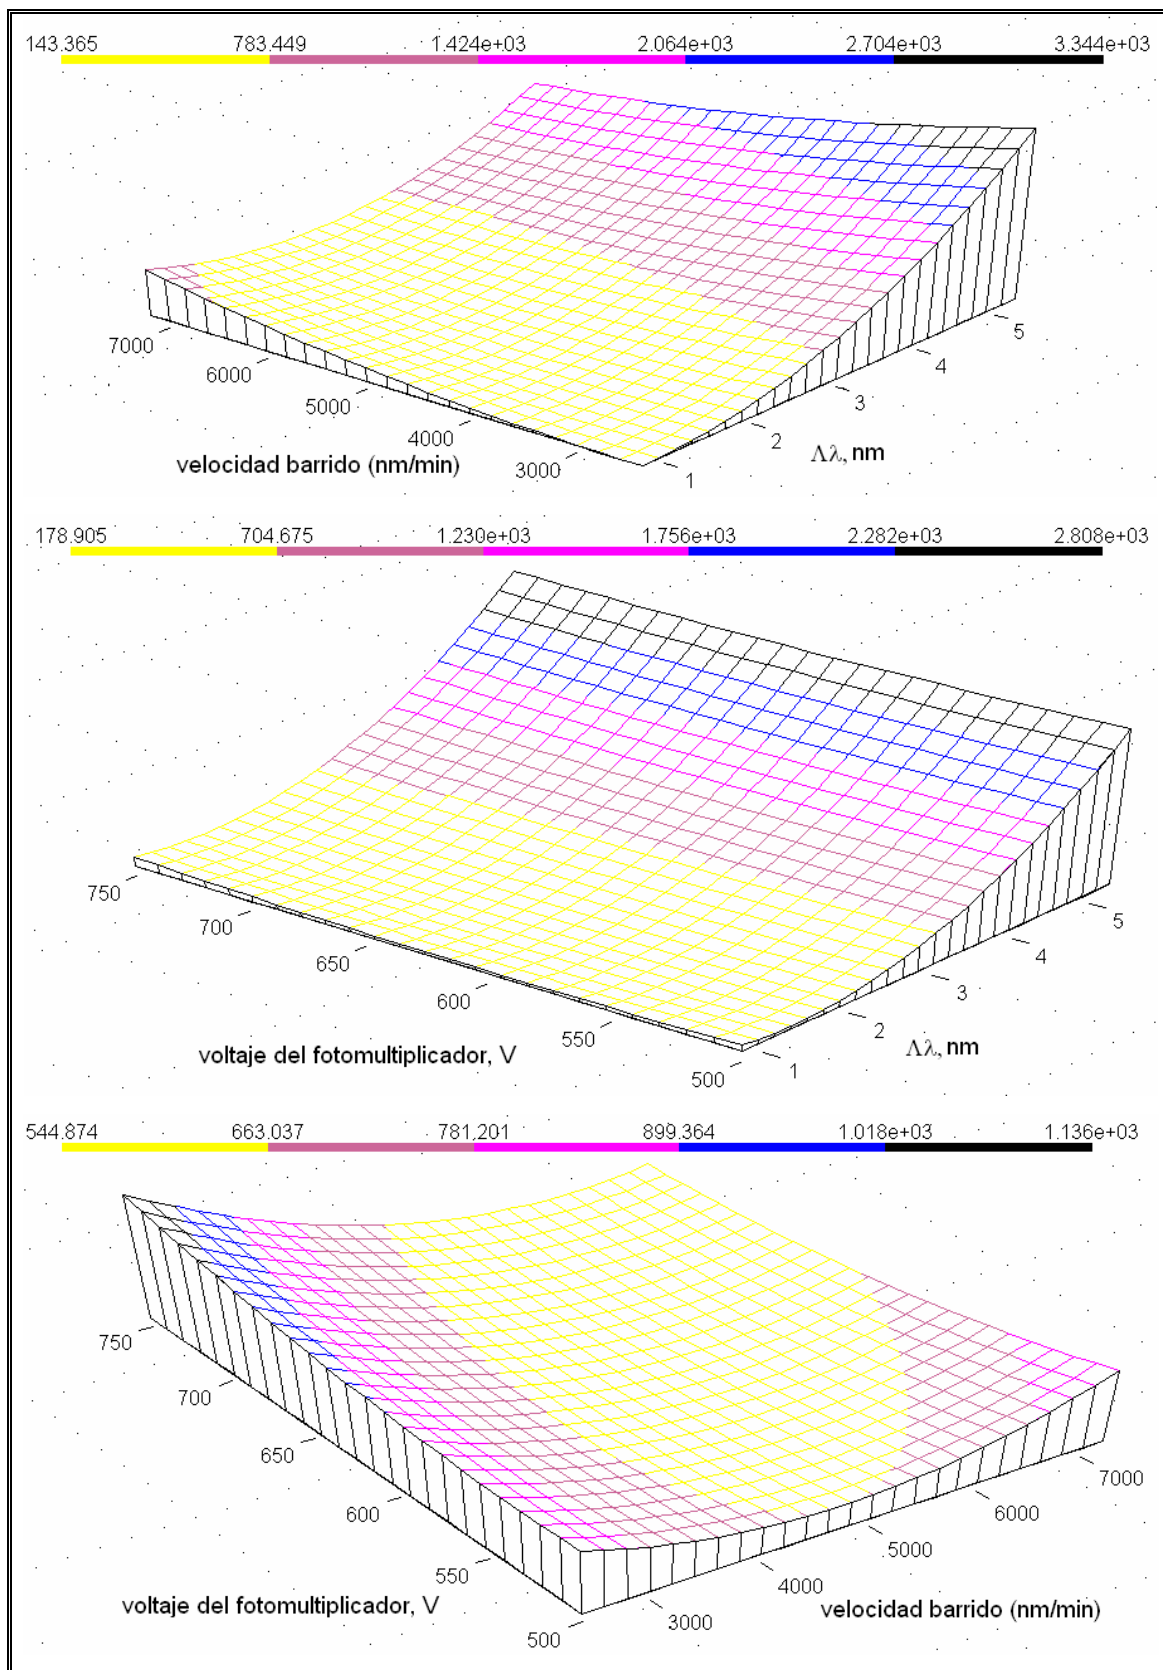 143.365 783.449 1.424e+03 2.064e+03 2.704e+03 3.344e+03
7000 6000 5000 4000 3000
1 2 3 4 5
velocidad barrido (nm/min)
Λλ, nm
178.905 704.675 1.230e+03 1.756e+03 2.282e+03 2.808e+03
750 700 650 600 550 500
1 2 3 4 5
voltaje del fotomultiplicador, V
Λλ, nm
544.874 663.037 781.201 899.364 1.018e+03 1.136e+03
750 700 650 600 550 500
3000 4000 5000 6000 7000
voltaje del fotomultiplicador, V
velocidad barrido (nm/min)